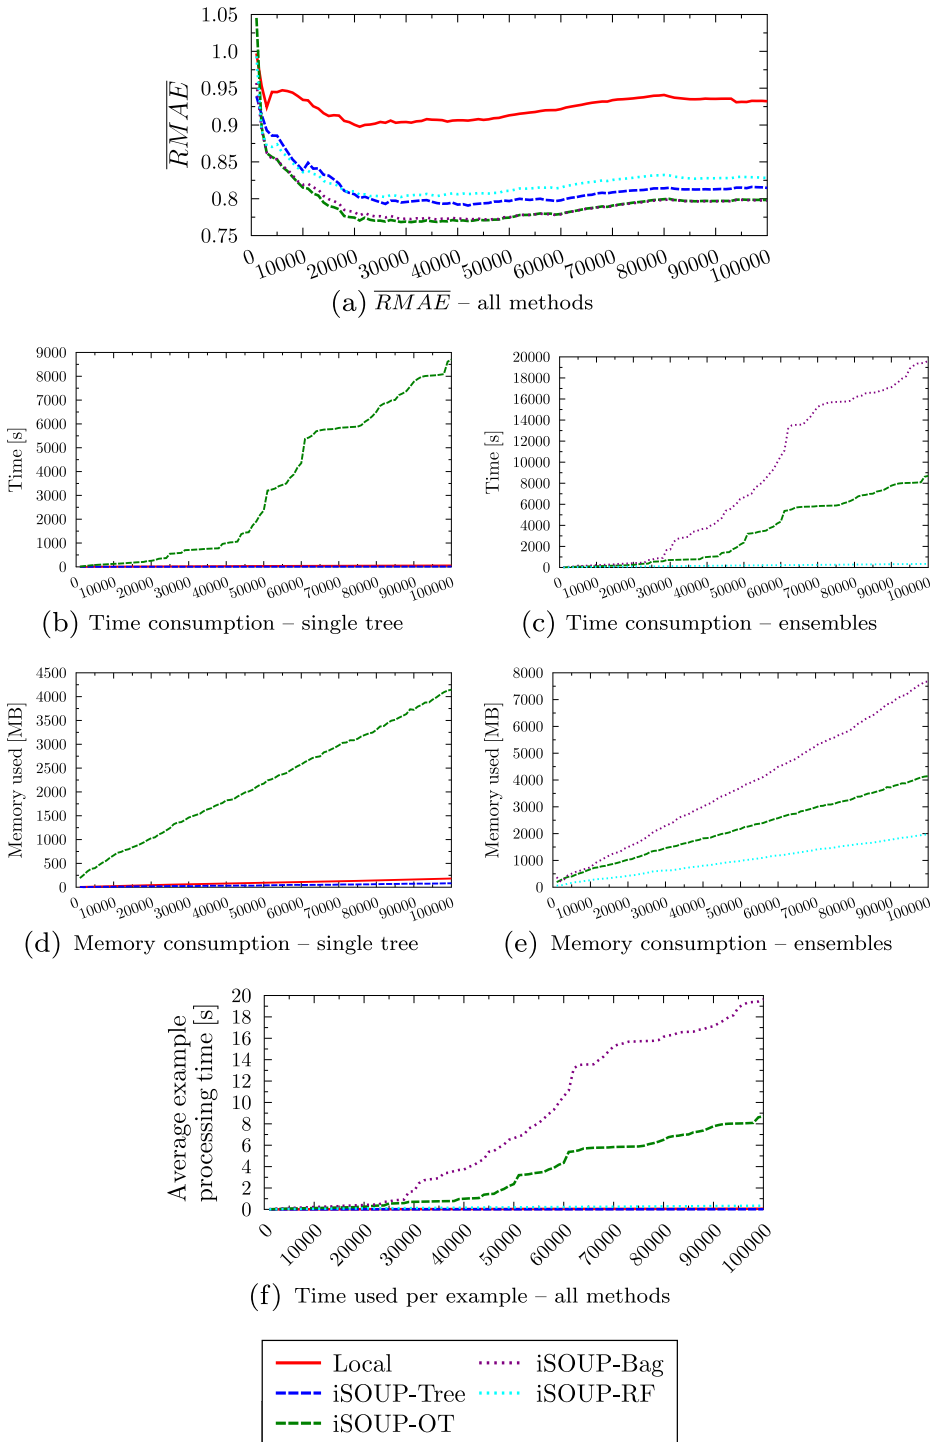 1.05
1.0
0.95
0.9
0.85
0.8
0.75
RMAE
0 10000 20000 30000 40000 50000 60000 70000 80000 90000 100000
(a) RMAE – all methods
9000
8000
7000
6000
5000
4000
3000
2000
1000
0
Time [s]
0 10000 20000 30000 40000 50000 60000 70000 80000 90000 100000
(b) Time consumption – single tree
20000
18000
16000
14000
12000
10000
8000
6000
4000
2000
0
Time [s]
0 10000 20000 30000 40000 50000 60000 70000 80000 90000 100000
(c) Time consumption – ensembles
4500
4000
3500
3000
2500
2000
1500
1000
500
0
Memory used [MB]
0 10000 20000 30000 40000 50000 60000 70000 80000 90000 100000
(d) Memory consumption – single tree
8000
7000
6000
5000
4000
3000
2000
1000
0
Memory used [MB]
0 10000 20000 30000 40000 50000 60000 70000 80000 90000 100000
(e) Memory consumption – ensembles
20
18
16
14
12
10
8
6
4
2
0
Average example
processing time [s]
0 10000 20000 30000 40000 50000 60000 70000 80000 90000 100000
(f) Time used per example – all methods
Local
iSOUP-Tree
iSOUP-OT
iSOUP-Bag
iSOUP-RF